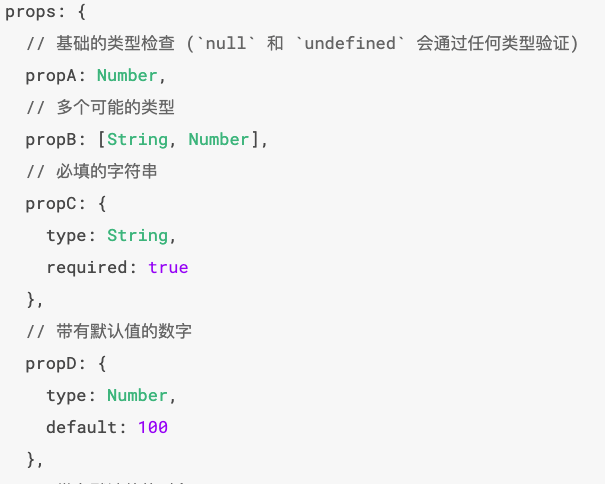 props: {
  // 基础的类型检查 (`null` 和 `undefined` 会通过任何类型验证)
  propA: Number,
  // 多个可能的类型
  propB: [String, Number],
  // 必填的字符串
  propC: {
    type: String,
    required: true
  },
  // 带有默认值的数字
  propD: {
    type: Number,
    default: 100
  },